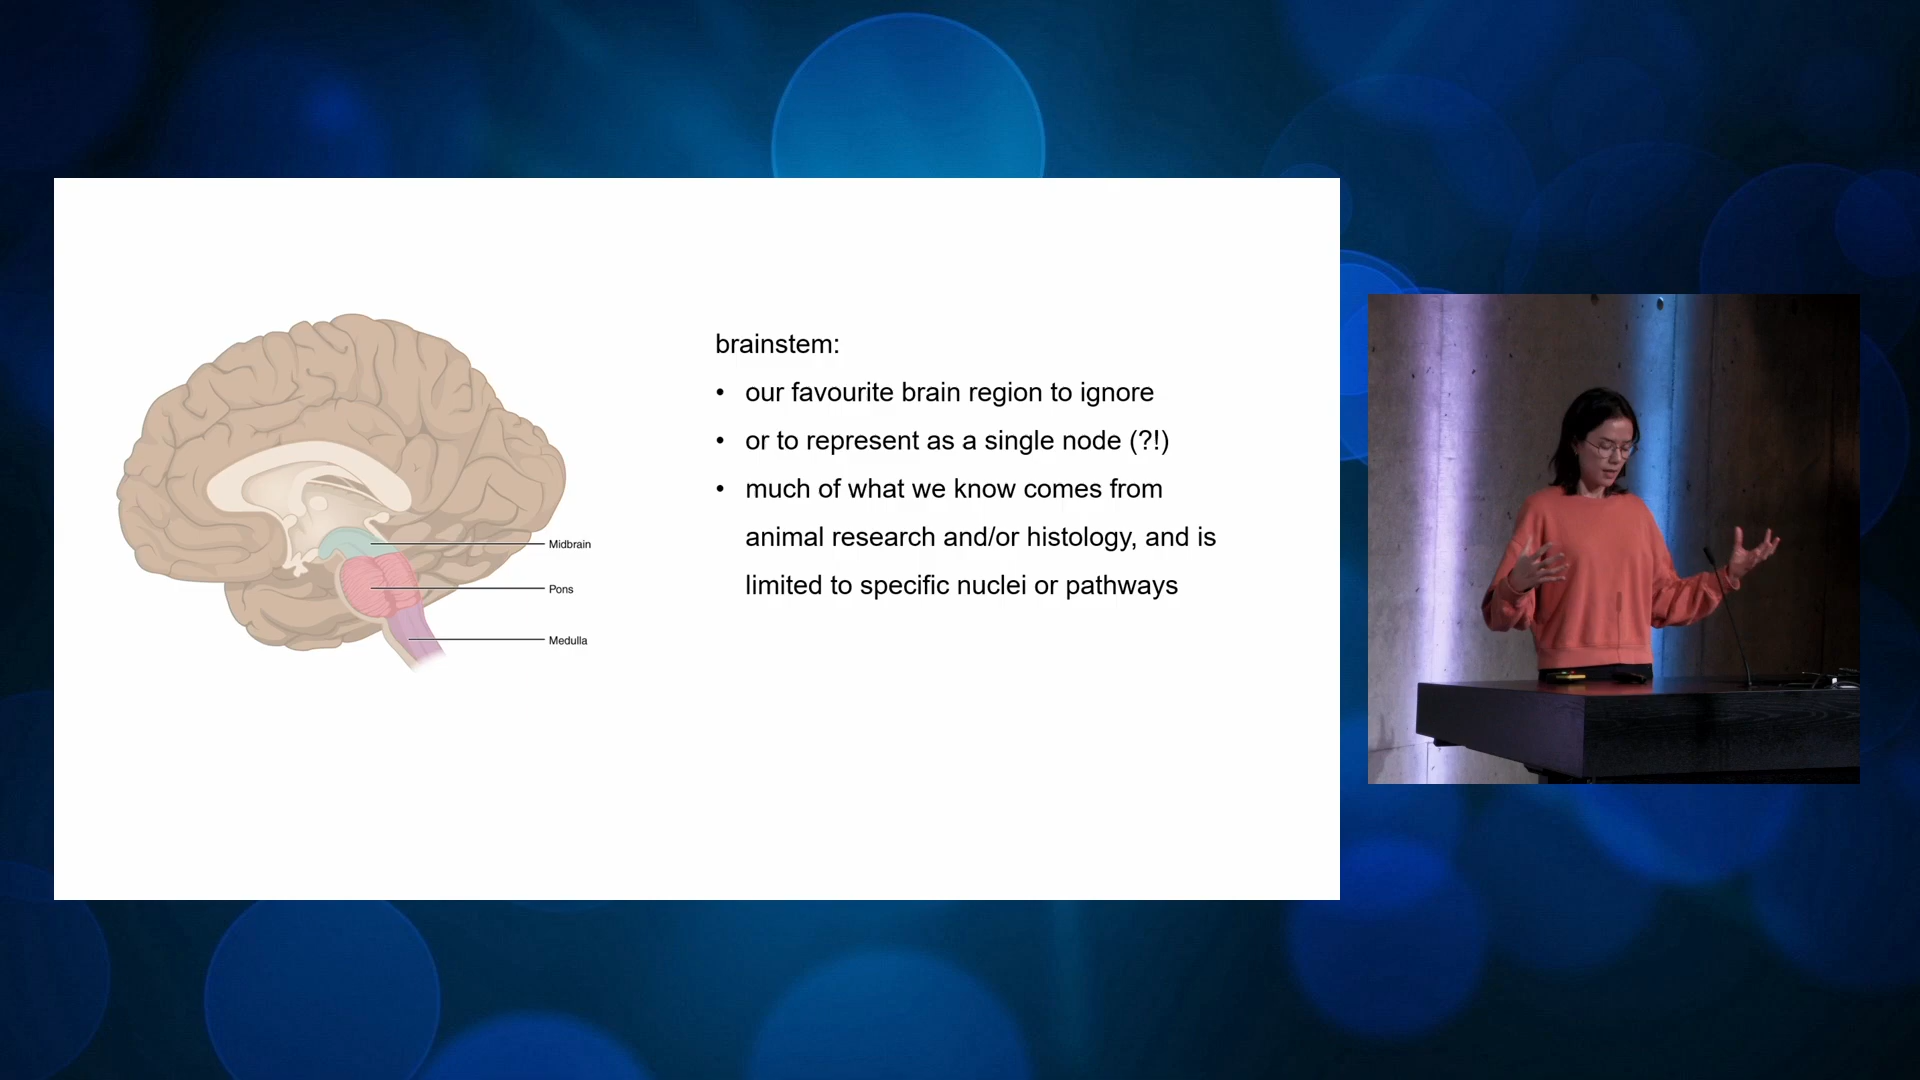 brainstem:
• our favourite brain region to ignore
• or to represent as a single node (?!)
• much of what we know comes from
animal research and/or histology, and is
limited to specific nuclei or pathways
Midbrain
Pons
Medulla